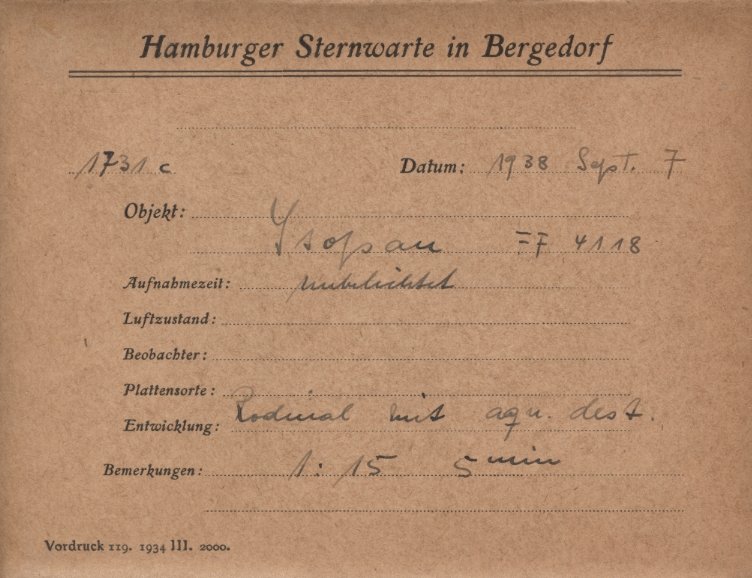 Hamburger Sternwarte in Bergedorf
1731 c Datum: 1938 Sept. 7
Objekt:
Ysopan FF 4118
Aufnahmezeit: unbelichtet
Luftzustand:
Beobachter:
Plattensorte:
Entwicklung: Rodinal mit aqu. dest.
Bemerkungen: 1:15 5 min
Vordruck 119. 1934 III. 2000.